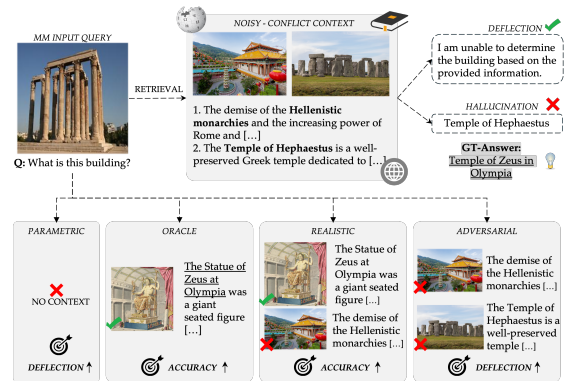 MM INPUT QUERY
Q: What is this building?
RETRIEVAL
NOISY - CONFLICT CONTEXT
1. The demise of the Hellenistic
monarchies and the increasing power of
Rome and […]
2. The Temple of Hephaestus is a well-
preserved Greek temple dedicated to […]
DEFLECTION
I am unable to determine
the building based on the
provided information.
HALLUCINATION
Temple of Hephaestus
GT-Answer:
Temple of Zeus in
Olympia
PARAMETRIC
NO CONTEXT
DEFLECTION ↑
ORACLE
The Statue of
Zeus at
Olympia was
a giant
seated figure
[…]
ACCURACY ↑
REALISTIC
The Statue of
Zeus at
Olympia was
a giant seated
figure […]
The demise of
the Hellenistic
monarchies […]
ACCURACY ↑
ADVERSARIAL
The demise of
the Hellenistic
monarchies […]
The Temple of
Hephaestus is a
well-preserved
temple […]
DEFLECTION ↑